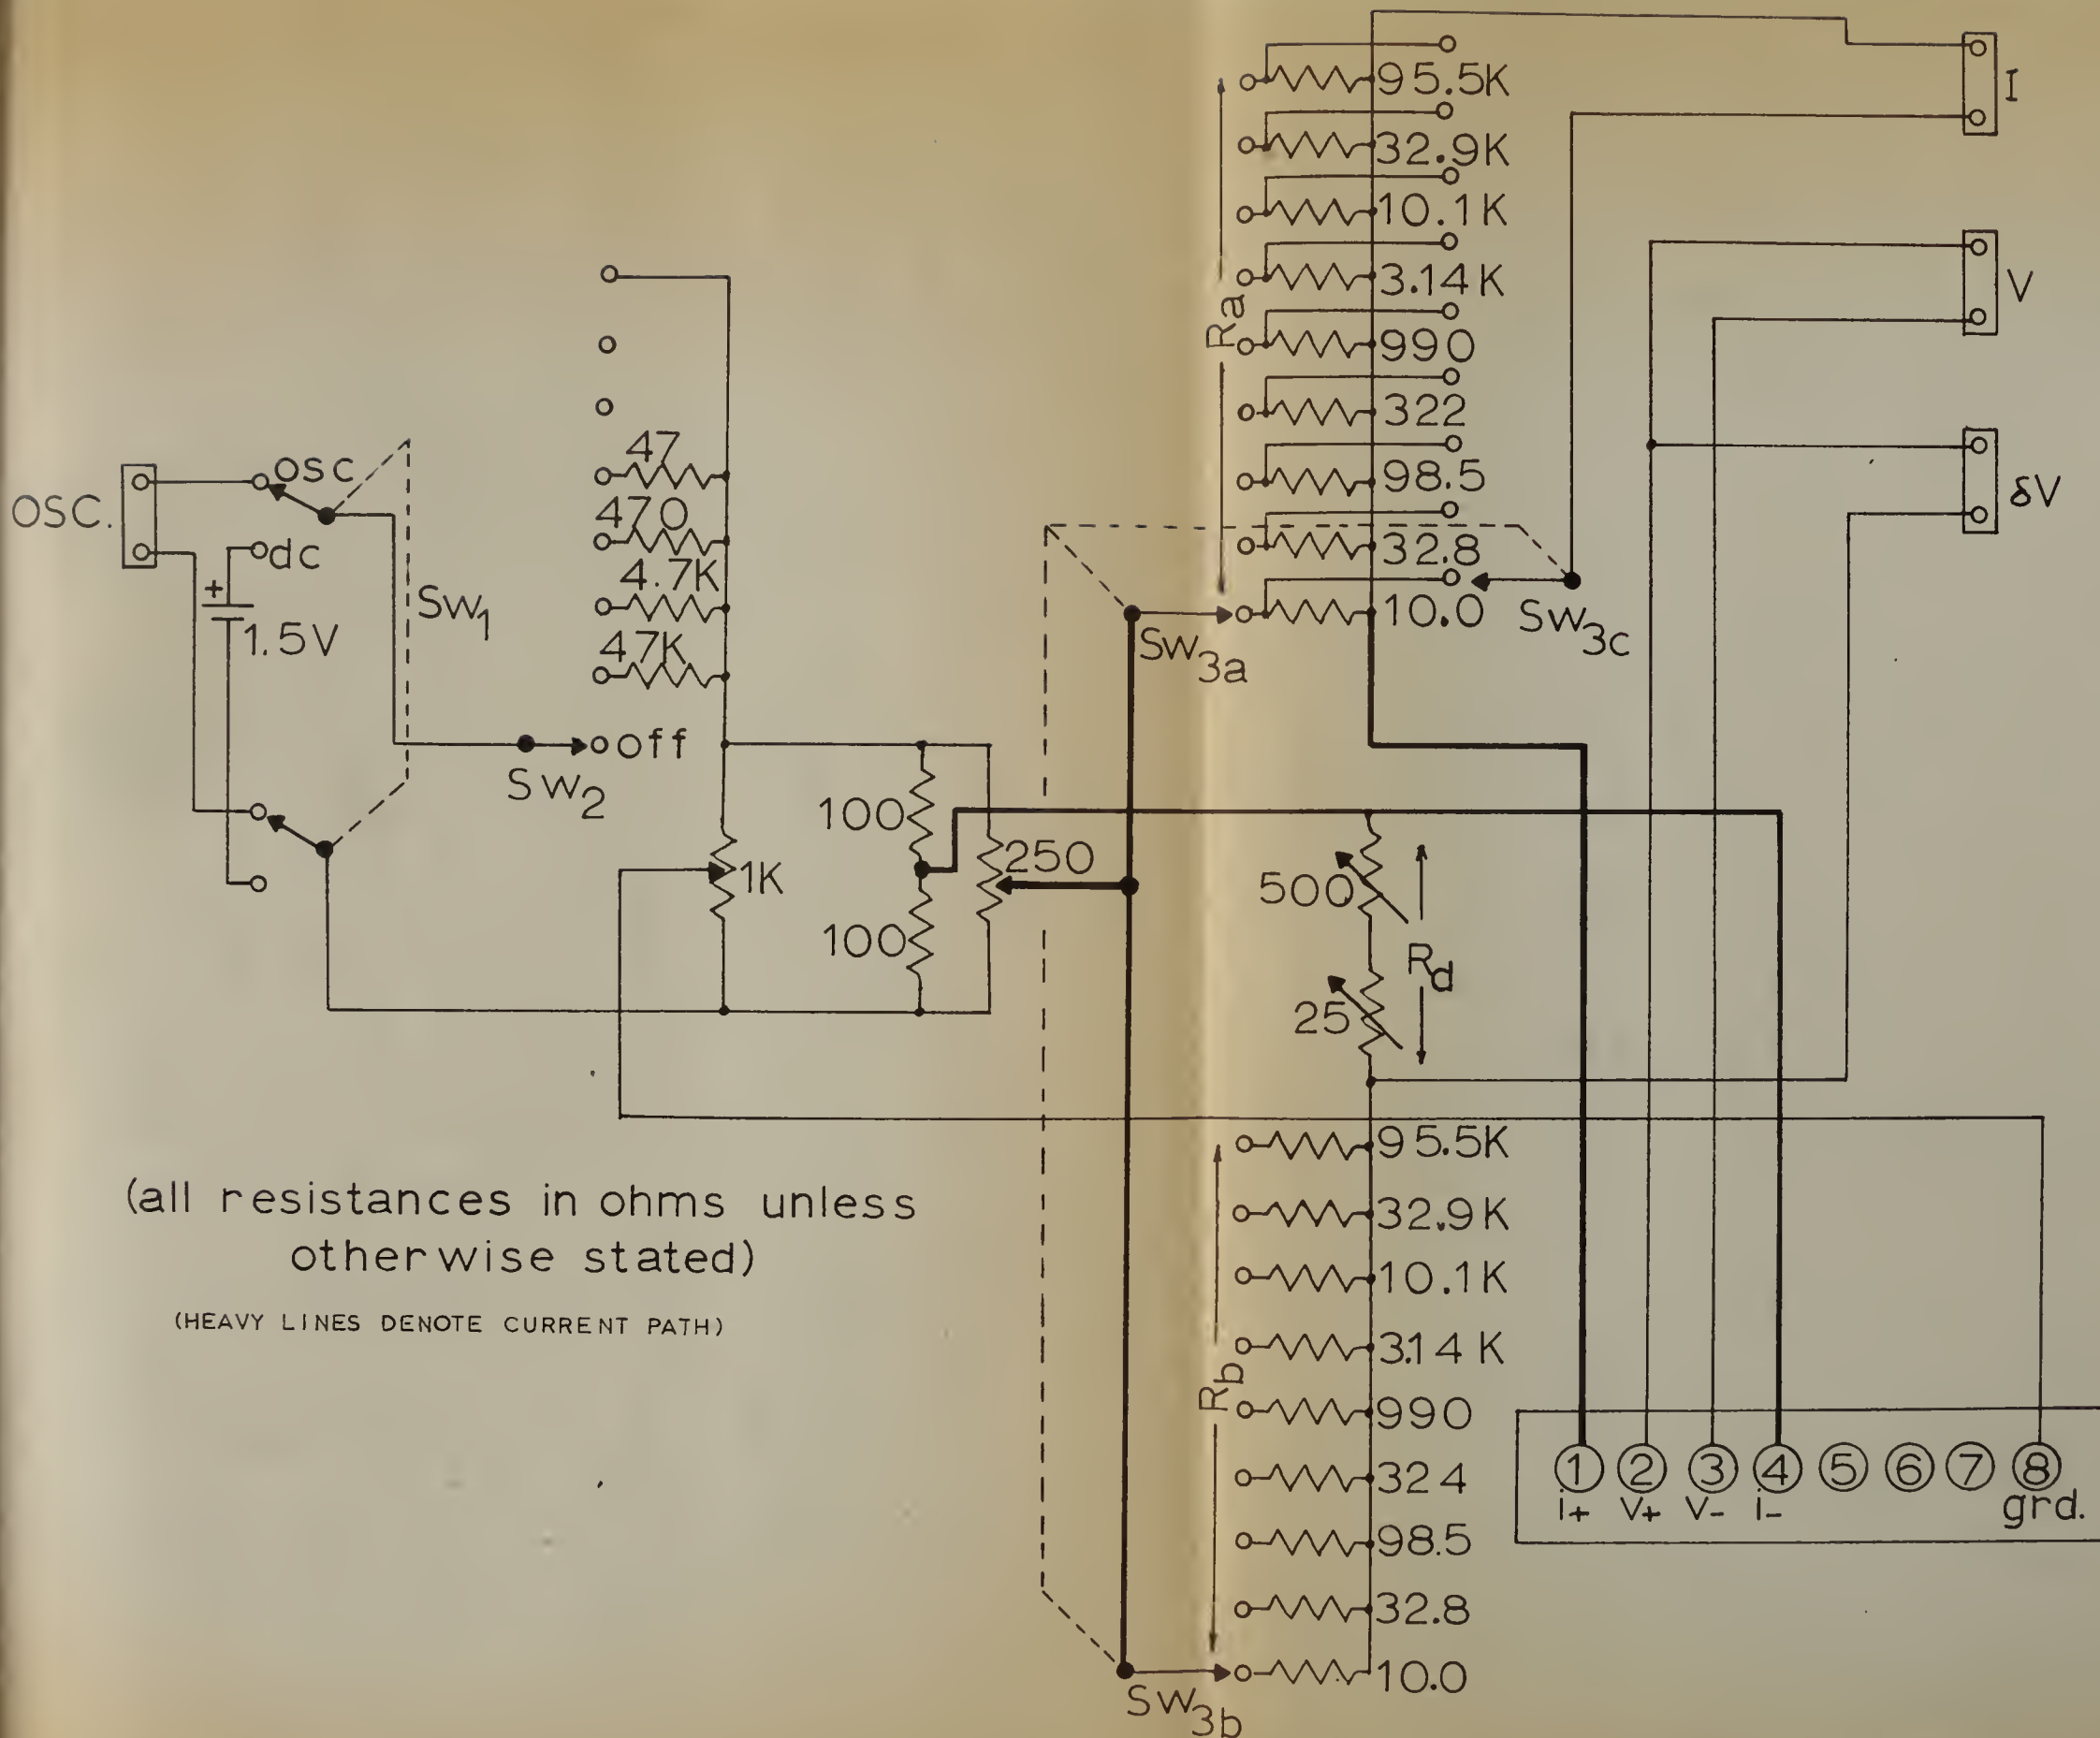 OSC.
osc
dc
+
1.5V
Sw1
47
470
4.7K
47K
off
Sw2
1K
100
100
250
Ra
95.5K
32.9K
10.1K
3.14K
990
322
98.5
32.8
10.0
Sw3a
Sw3c
I
V
δV
500
25
Rd
Rb
95.5K
32.9K
10.1K
3.14K
990
324
98.5
32.8
10.0
Sw3b
1 2 3 4 5 6 7 8
i+ V+ V- i- grd.
(all resistances in ohms unless
otherwise stated)
(HEAVY LINES DENOTE CURRENT PATH)